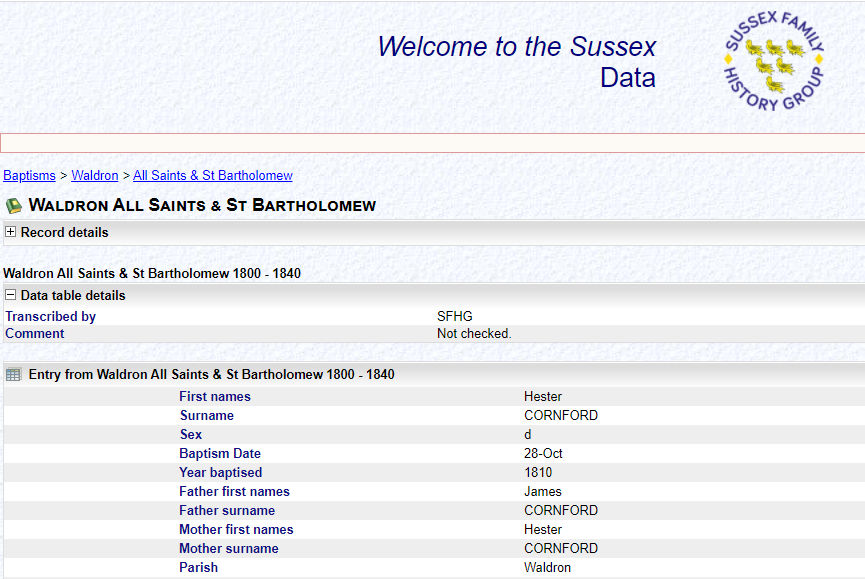 Welcome to the Sussex
Data
SUSSEX FAMILY
HISTORY GROUP
Baptisms > Waldron > All Saints & St Bartholomew
WALDRON ALL SAINTS & ST BARTHOLOMEW
Record details
Waldron All Saints & St Bartholomew 1800 - 1840
Data table details
Transcribed by SFHG
Comment Not checked.
Entry from Waldron All Saints & St Bartholomew 1800 - 1840
First names Hester
Surname CORNFORD
Sex d
Baptism Date 28-Oct
Year baptised 1810
Father first names James
Father surname CORNFORD
Mother first names Hester
Mother surname CORNFORD
Parish Waldron